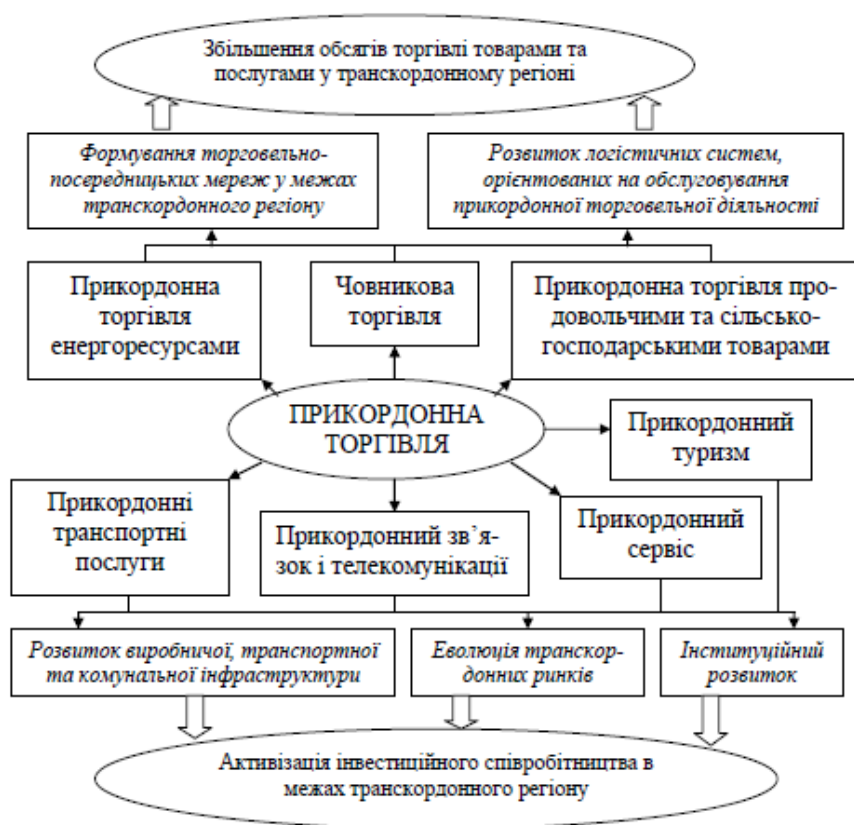 Збільшення обсягів торгівлі товарами та
послугами у транскордонному регіоні
Формування торговельно-
посередницьких мереж у межах
транскордонного регіону
Розвиток логістичних систем,
орієнтованих на обслуговування
прикордонної торговельної діяльності
Прикордонна
торгівля
енергоресурсами
Човникова
торгівля
Прикордонна торгівля про-
довольчими та сільсько-
господарськими товарами
ПРИКОРДОННА
ТОРГІВЛЯ
Прикордонний
туризм
Прикордонні
транспортні
послуги
Прикордонний зв’я-
зок і телекомунікації
Прикордонний
сервіс
Розвиток виробничої, транспортної
та комунальної інфраструктури
Еволюція транскор-
донних ринків
Інституційний
розвиток
Активізація інвестиційного співробітництва в
межах транскордонного регіону